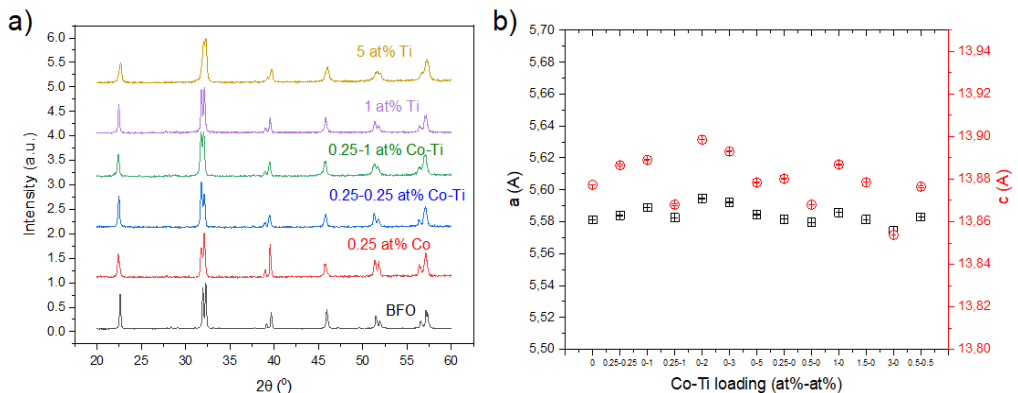 a)
6.0
5.5
5.0
4.5
4.0
3.5
3.0
2.5
2.0
1.5
1.0
0.5
0.0
Intensity (a.u.)
5 at% Ti
1 at% Ti
0.25-1 at% Co-Ti
0.25-0.25 at% Co-Ti
0.25 at% Co
BFO
20 25 30 35 40 45 50 55 60
2θ (⁰)
b)
5,70
5,68
5,66
5,64
5,62
5,60
5,58
5,56
5,54
5,52
5,50
a (A)
13,94
13,92
13,90
13,88
13,86
13,84
13,82
13,80
c (A)
0 0.25-0.25 0-1 0.25-1 0-2 0-3 0-5 0.25-0 0.5-0 1-0 1.5-0 3-0 0.5-0.5
Co-Ti loading (at%-at%)